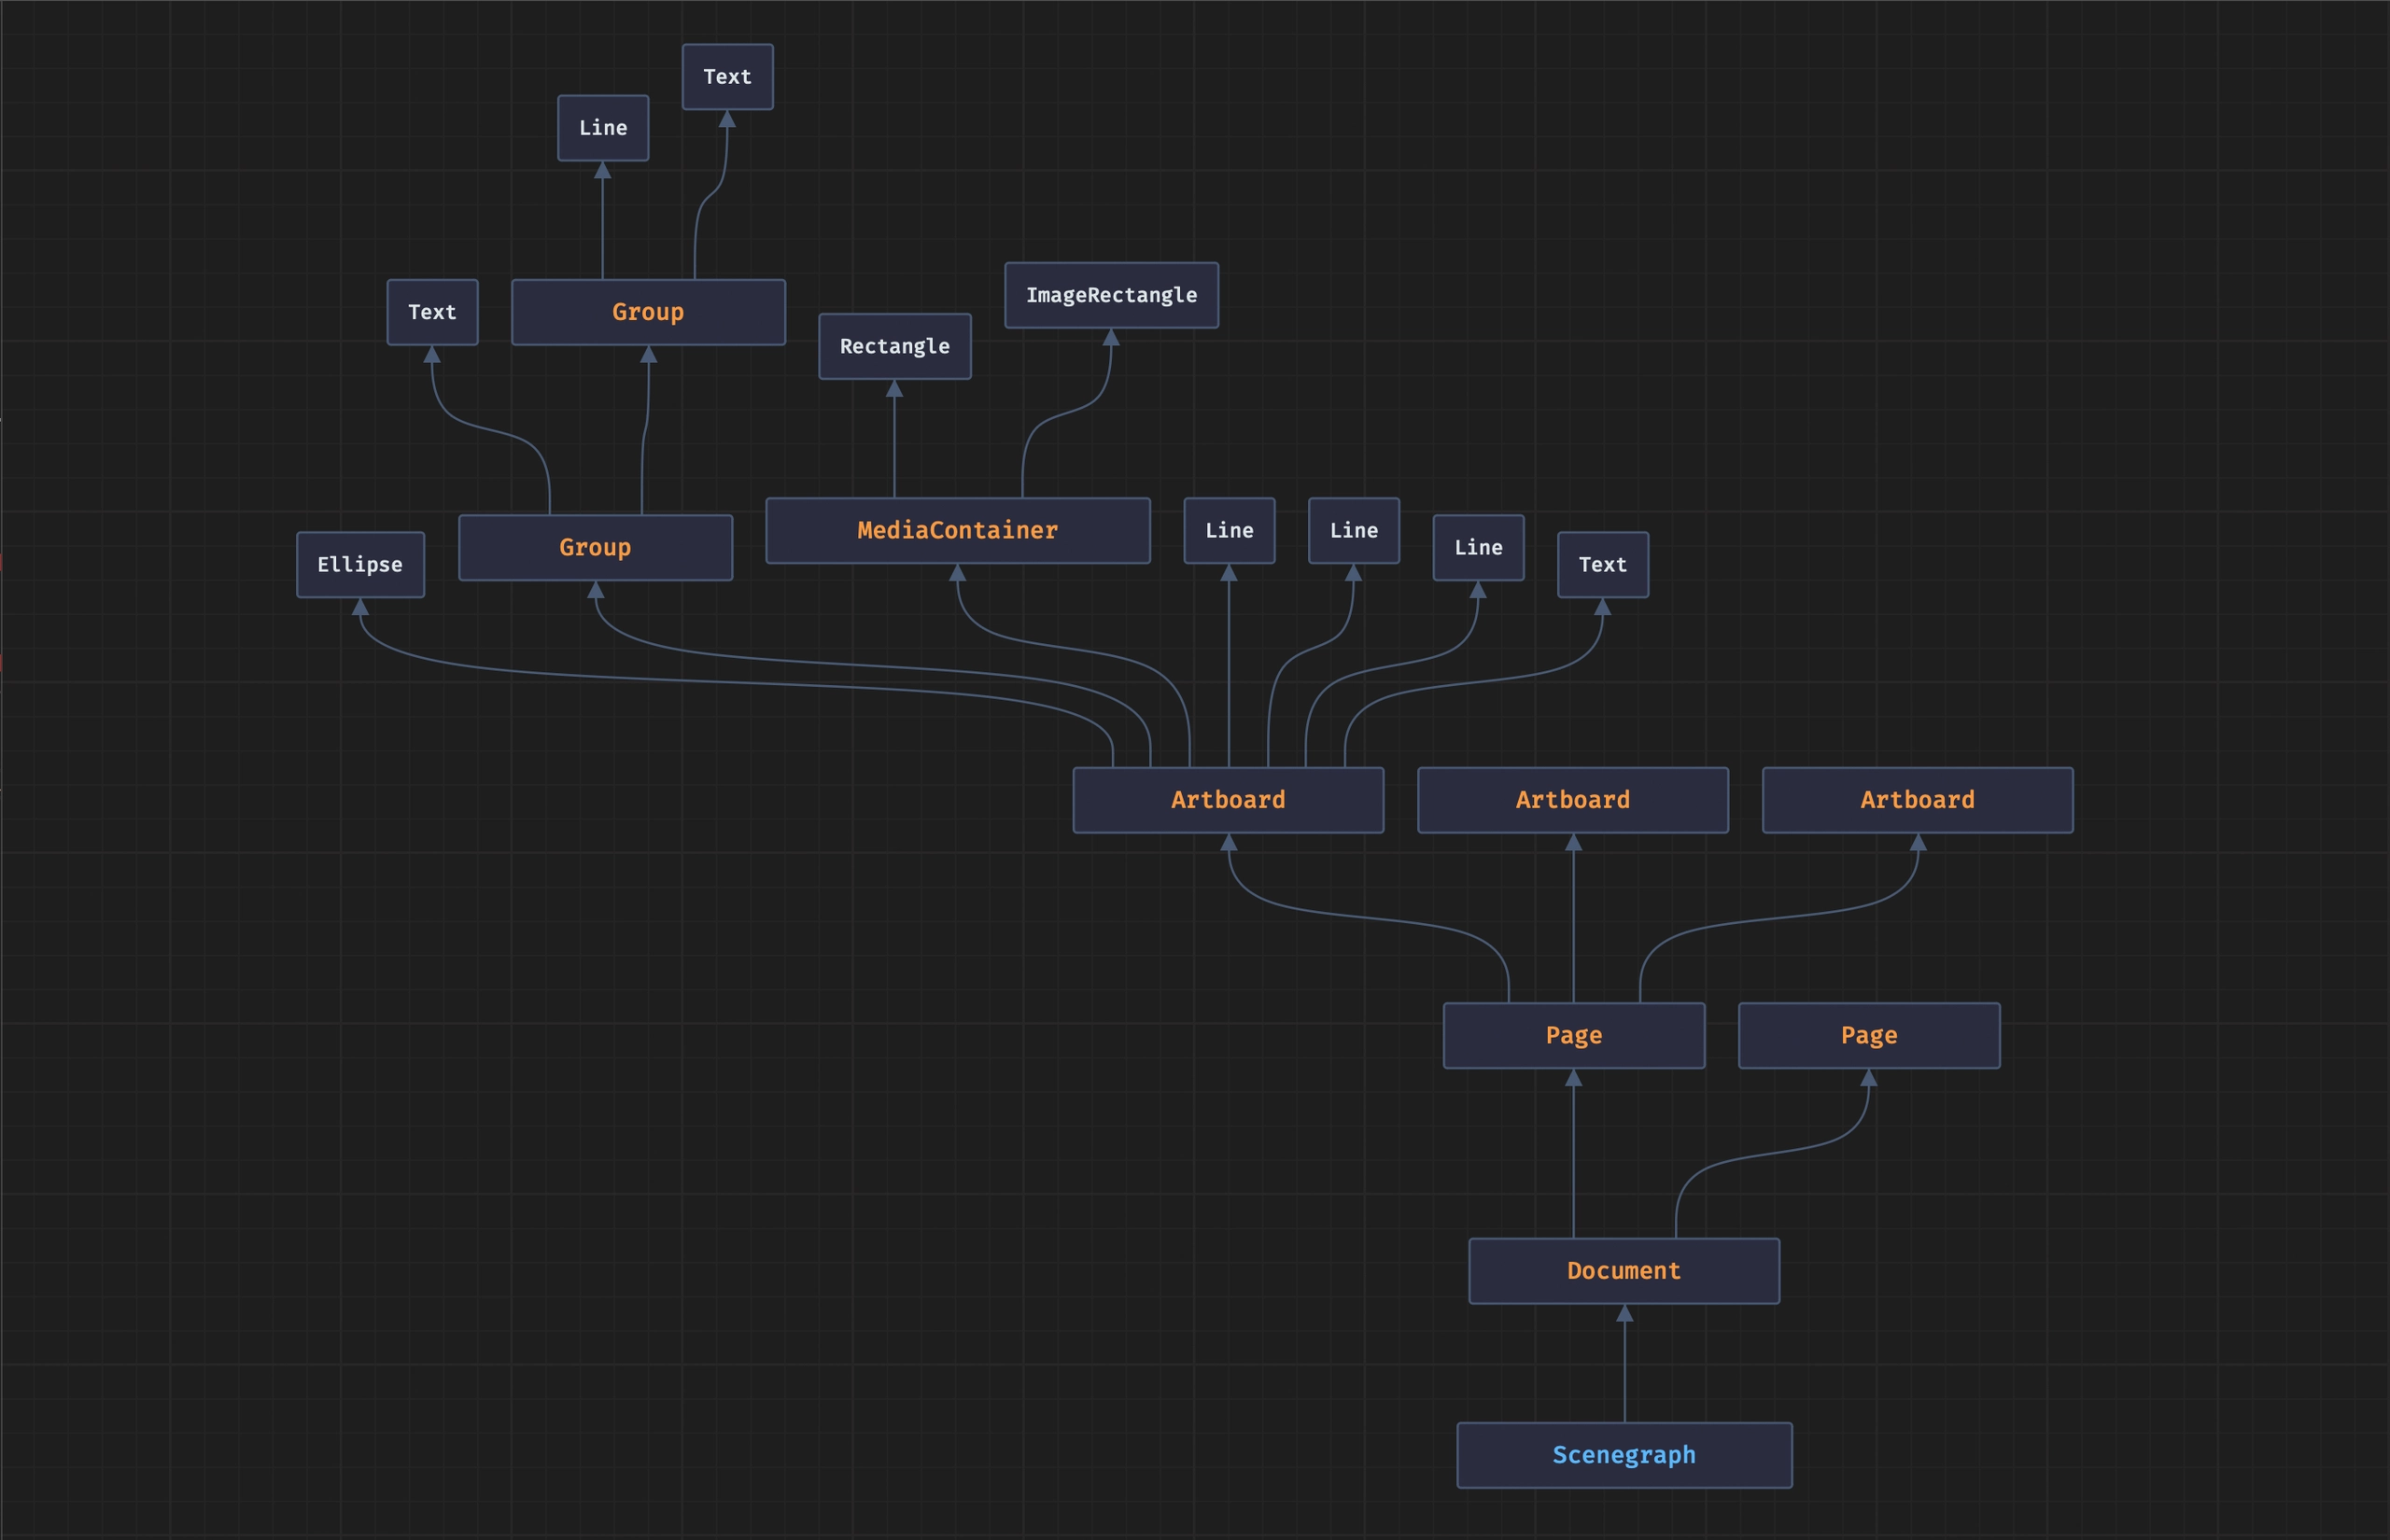 Text
Line
Text
Group
ImageRectangle
Rectangle
Ellipse
Group
MediaContainer
Line
Line
Line
Text
Artboard
Artboard
Artboard
Page
Page
Document
Scenegraph